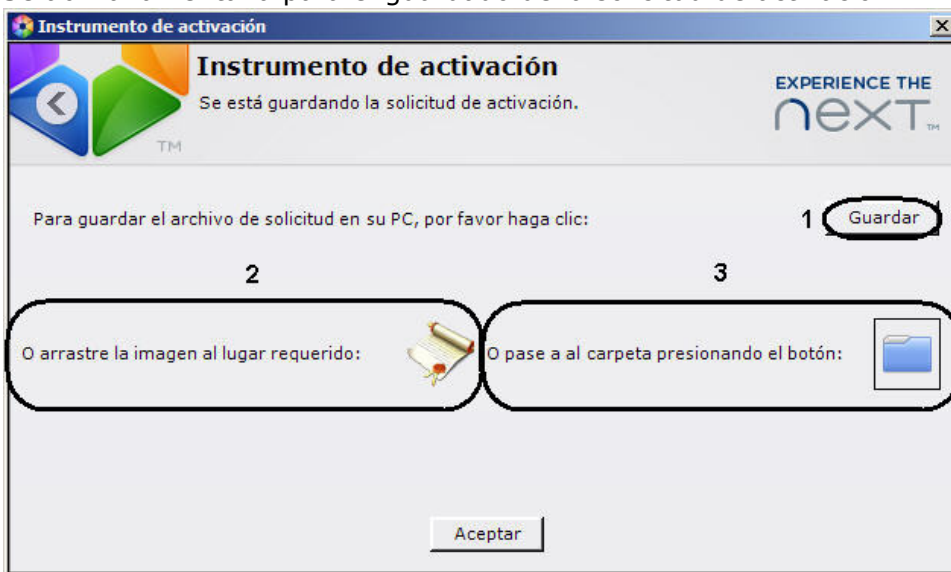 Instrumento de activación
Instrumento de activación
Se está guardando la solicitud de activación.
EXPERIENCE THE
next TM
TM
Para guardar el archivo de solicitud en su PC, por favor haga clic:
1 Guardar
2 3
O arrastre la imagen al lugar requerido:
O pase a al carpeta presionando el botón:
Aceptar